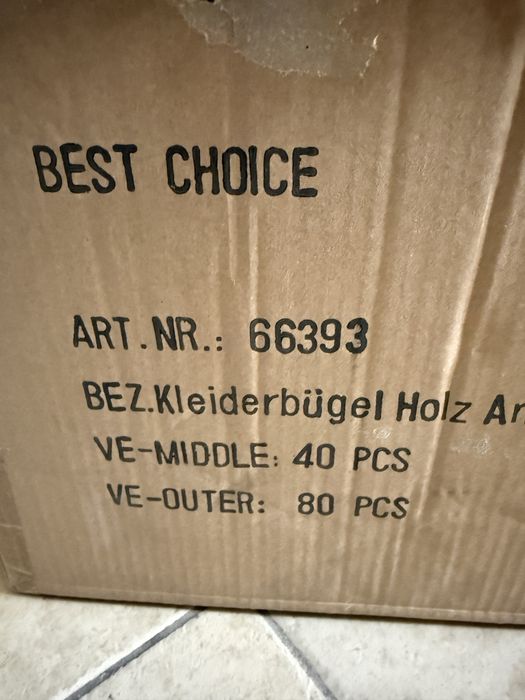 BEST CHOICE
ART.NR.: 66393
BEZ.Kleiderbügel Holz
VE-MIDDLE: 40 PCS
VE-OUTER: 80 PCS